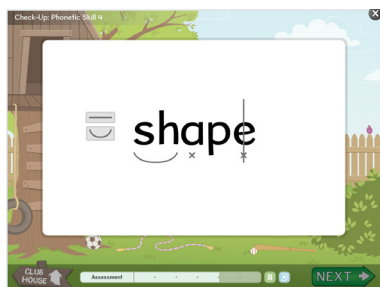 Check-Up: Phonetic Skill 4
shape
CLUB
HOUSE
Assessment
NEXT